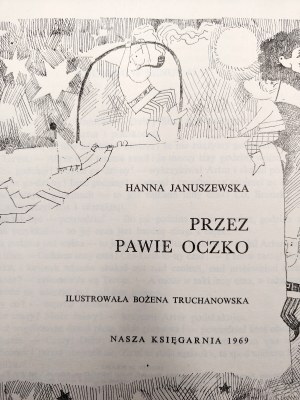 HANNA JANUSZEWSKA
PRZEZ
PAWIE OCZKO
ILUSTROWAŁA BOŻENA TRUCHANOWSKA
NASZA KSIĘGARNIA 1969